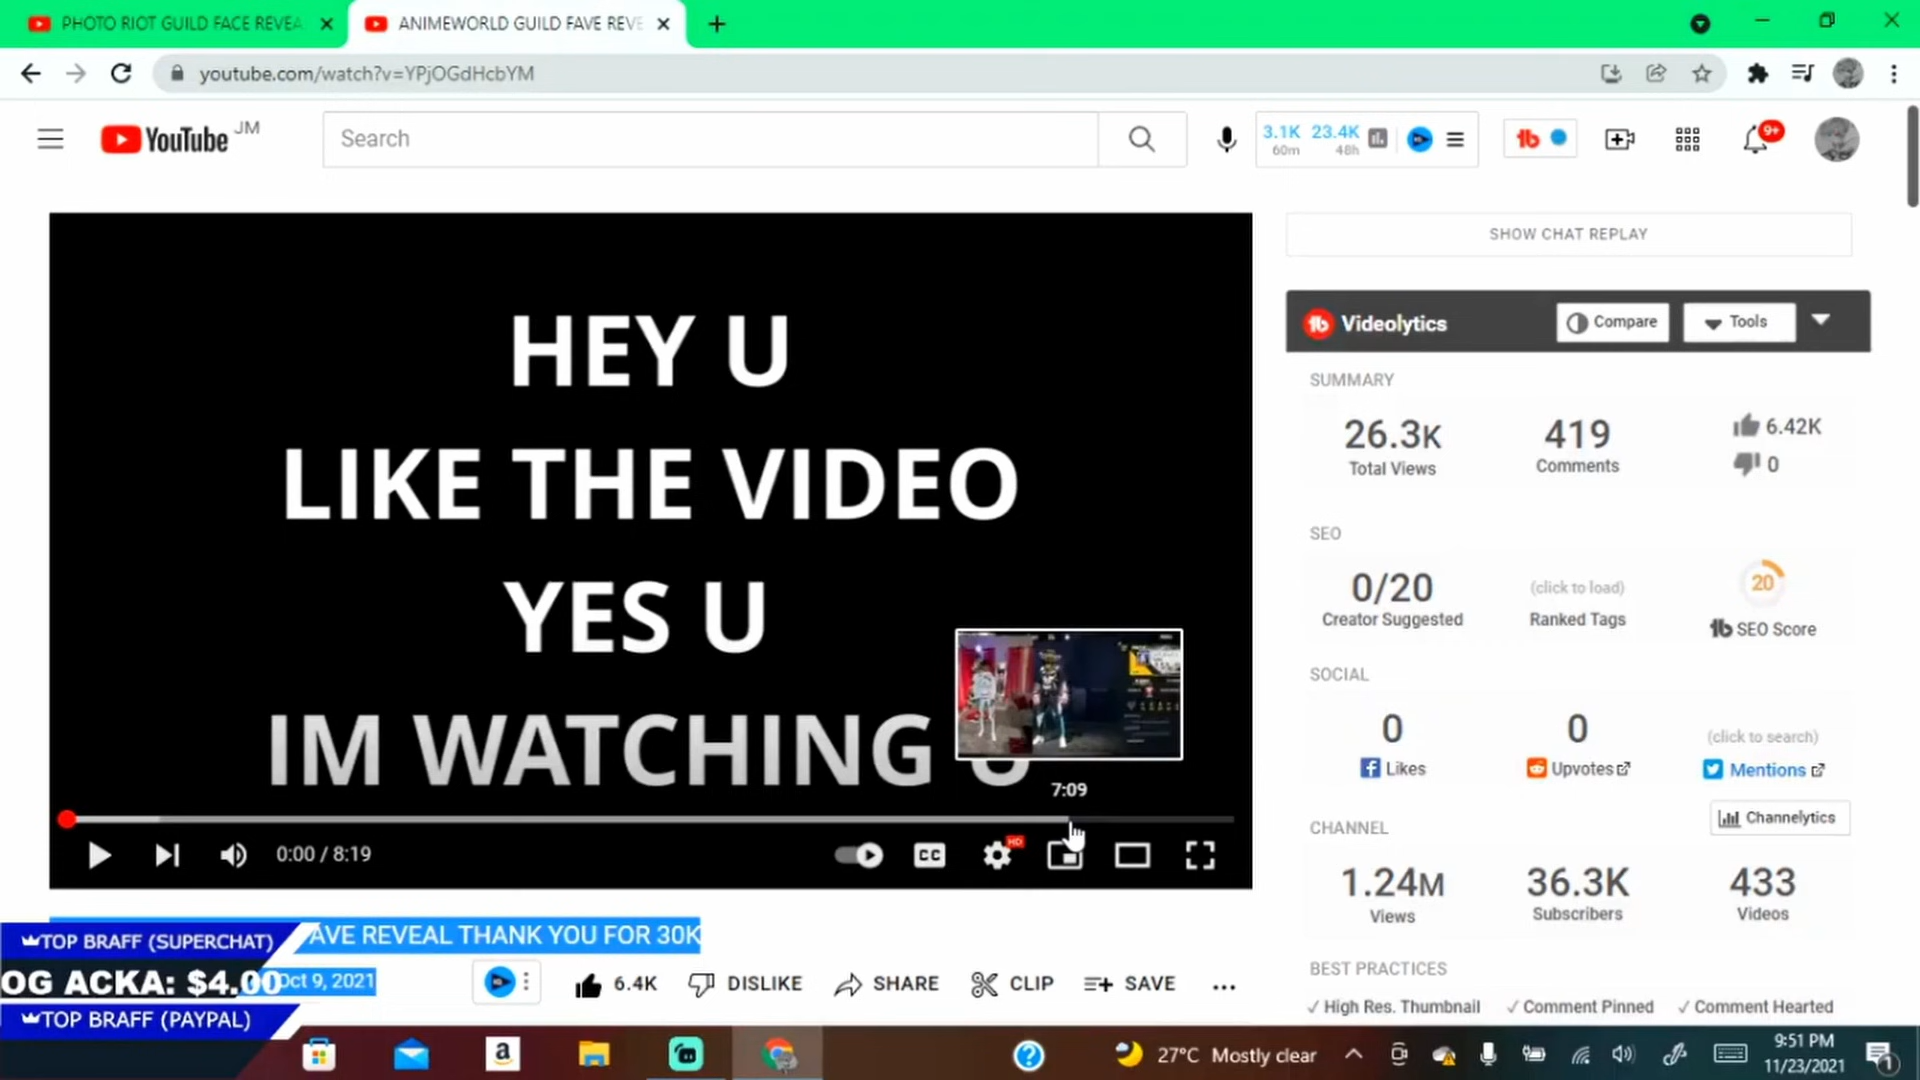 PHOTO RIOT GUILD FACE REVEA
ANIMEWORLD GUILD FAVE REVE
youtube.com/watch?v=YPjOGdHcbYM
YouTube JM
Search
3.1K 23.4K
60m 48h
9+
SHOW CHAT REPLAY
HEY U
LIKE THE VIDEO
YES U
IM WATCHING U
7:09
0:00 / 8:19
CC
HD
Videolytics
Compare
Tools
SUMMARY
26.3K 419 6.42K
Total Views Comments 0
SEO
0/20 (click to load) 20
Creator Suggested Ranked Tags SEO Score
SOCIAL
0 0 (click to search)
Likes Upvotes Mentions
CHANNEL Channelytics
1.24M 36.3K 433
Views Subscribers Videos
BEST PRACTICES
✓ High Res. Thumbnail ✓ Comment Pinned ✓ Comment Hearted
AVE REVEAL THANK YOU FOR 30K
Oct 9, 2021
6.4K DISLIKE SHARE CLIP SAVE
TOP BRAFF (SUPERCHAT)
OG ACKA: $4.00
TOP BRAFF (PAYPAL)
27°C Mostly clear
9:51 PM
11/23/2021
1